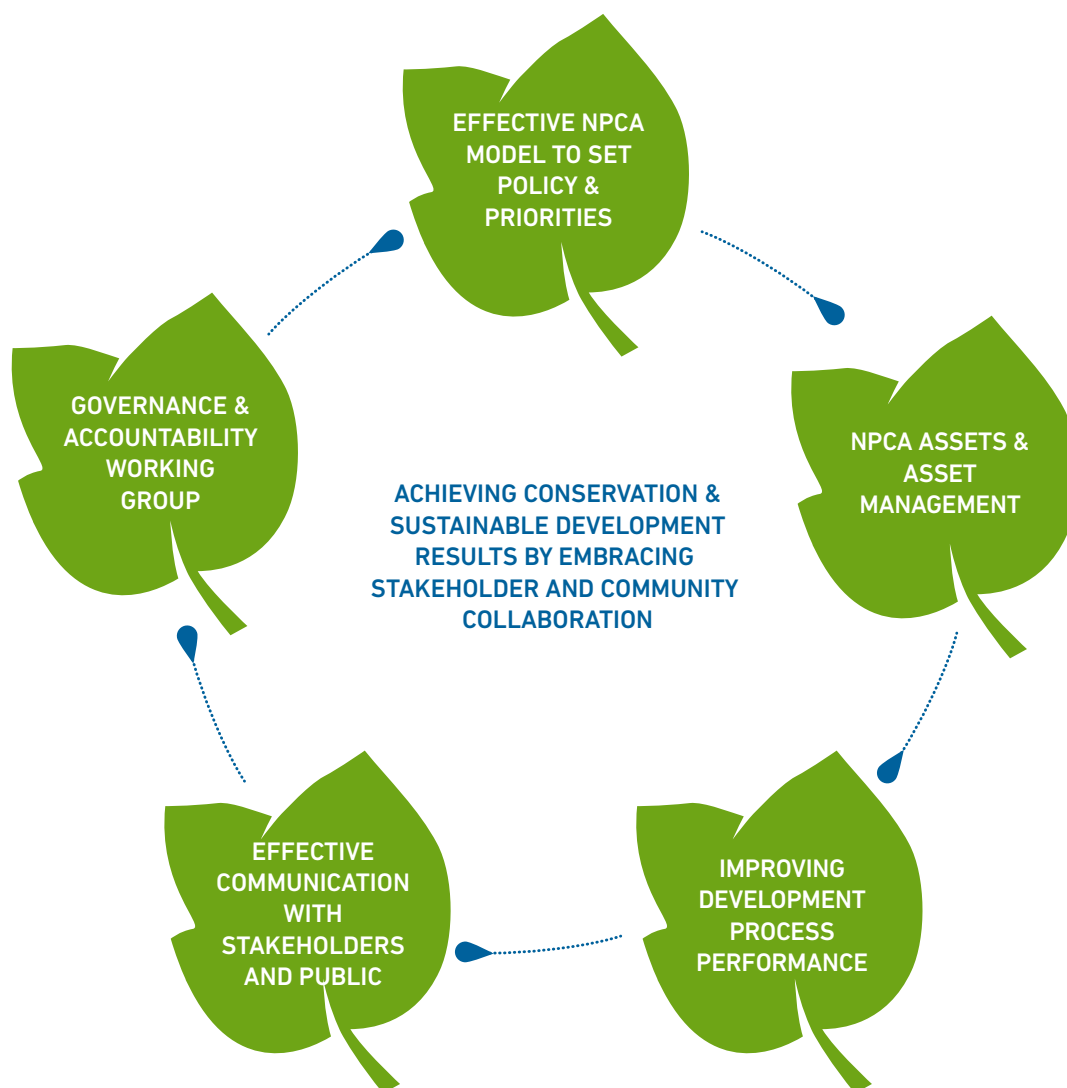 EFFECTIVE NPCA
MODEL TO SET
POLICY &
PRIORITIES
GOVERNANCE &
ACCOUNTABILITY
WORKING
GROUP
NPCA ASSETS &
ASSET
MANAGEMENT
ACHIEVING CONSERVATION &
SUSTAINABLE DEVELOPMENT
RESULTS BY EMBRACING
STAKEHOLDER AND COMMUNITY
COLLABORATION
EFFECTIVE
COMMUNICATION
WITH
STAKEHOLDERS
AND PUBLIC
IMPROVING
DEVELOPMENT
PROCESS
PERFORMANCE